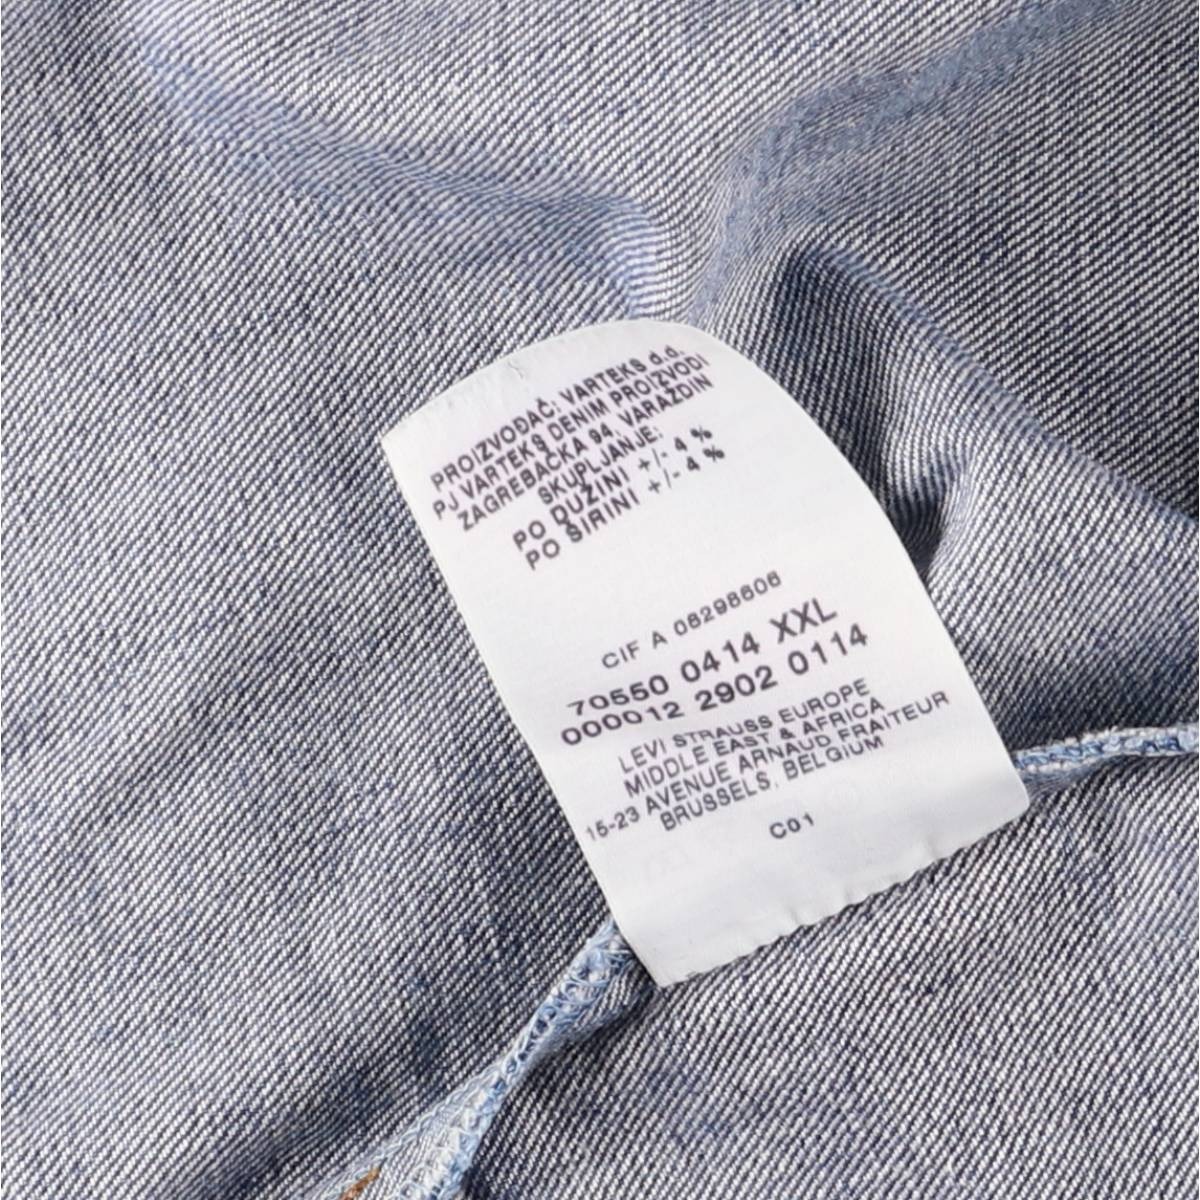 PROIZVOĐAČ: VARTEKS d.d.
PJ VARTEKS DENIM PROIZVODI
ZAGREBAČKA 94, VARAŽDIN
SKUPLJANJE:
PO DUŽINI +/- 4 %
PO ŠIRINI +/- 4 %
CIF A 08298808
70550 0414 XXL
000012 2902 0114
LEVI STRAUSS EUROPE
MIDDLE EAST & AFRICA
15-23 AVENUE ARNAUD FRAITEUR
BRUSSELS, BELGIUM
C01